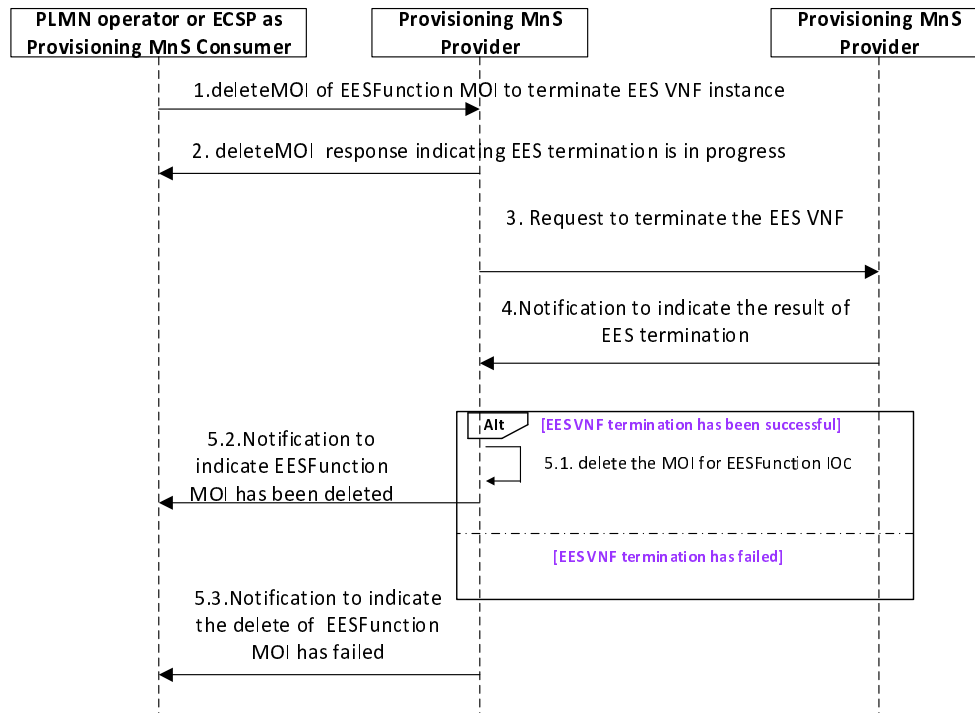 PLMN operator or ECSP as
Provisioning MnS Consumer
Provisioning MnS
Provider
Provisioning MnS
Provider
1.deleteMOI of EESFunction MOI to terminate EES VNF instance
2. deleteMOI response indicating EES termination is in progress
3. Request to terminate the EES VNF
4.Notification to indicate the result of
EES termination
Alt
[EES VNF termination has been successful]
5.1. delete the MOI for EESFunction IOC
5.2.Notification to
indicate EESFunction
MOI has been deleted
[EES VNF termination has failed]
5.3.Notification to indicate
the delete of EESFunction
MOI has failed